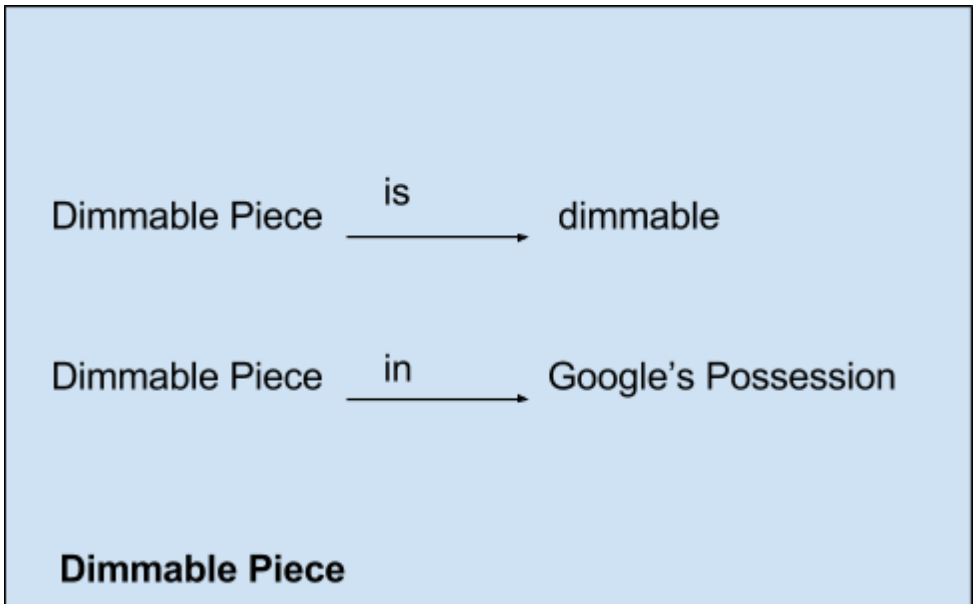 is
Dimmable Piece dimmable
in
Dimmable Piece Google’s Possession
Dimmable Piece